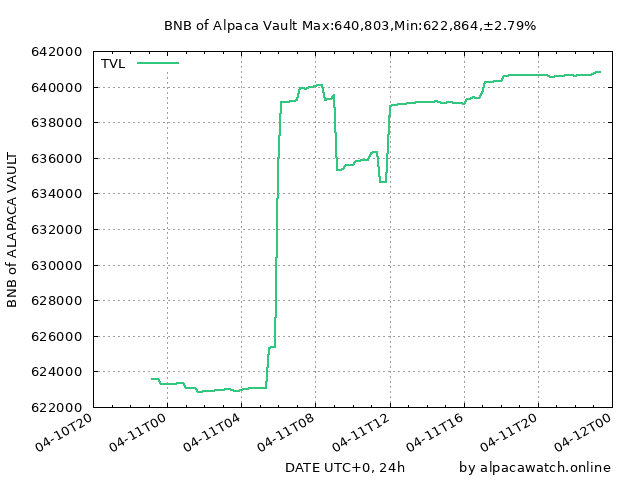 BNB of Alpaca Vault Max:640,803,Min:622,864,±2.79%
TVL
BNB of ALAPACA VAULT
642000
640000
638000
636000
634000
632000
630000
628000
626000
624000
622000
04-10T20
04-11T00
04-11T04
04-11T08
04-11T12
04-11T16
04-11T20
04-12T00
DATE UTC+0, 24h
by alpacawatch.online